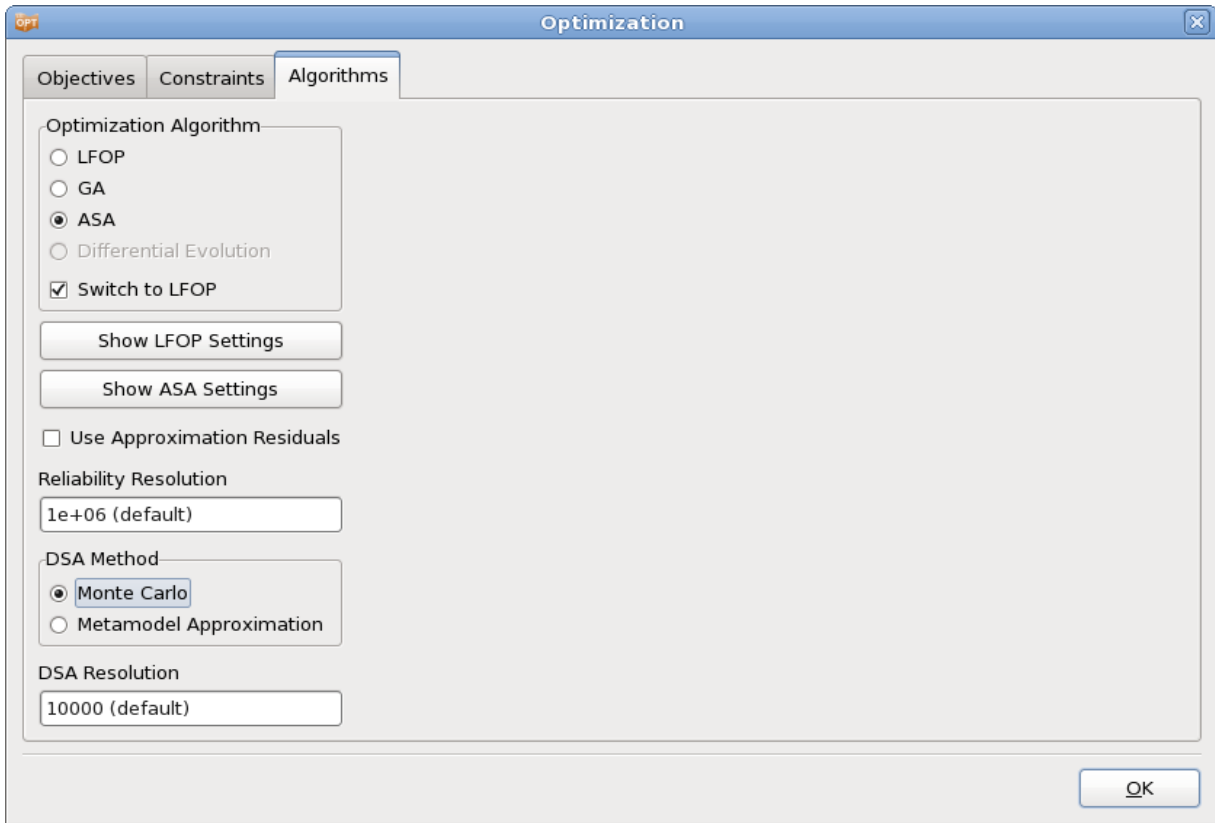 OPT
Optimization
Objectives Constraints Algorithms
Optimization Algorithm
LFOP
GA
ASA
Differential Evolution
Switch to LFOP
Show LFOP Settings
Show ASA Settings
Use Approximation Residuals
Reliability Resolution
1e+06 (default)
DSA Method
Monte Carlo
Metamodel Approximation
DSA Resolution
10000 (default)
OK